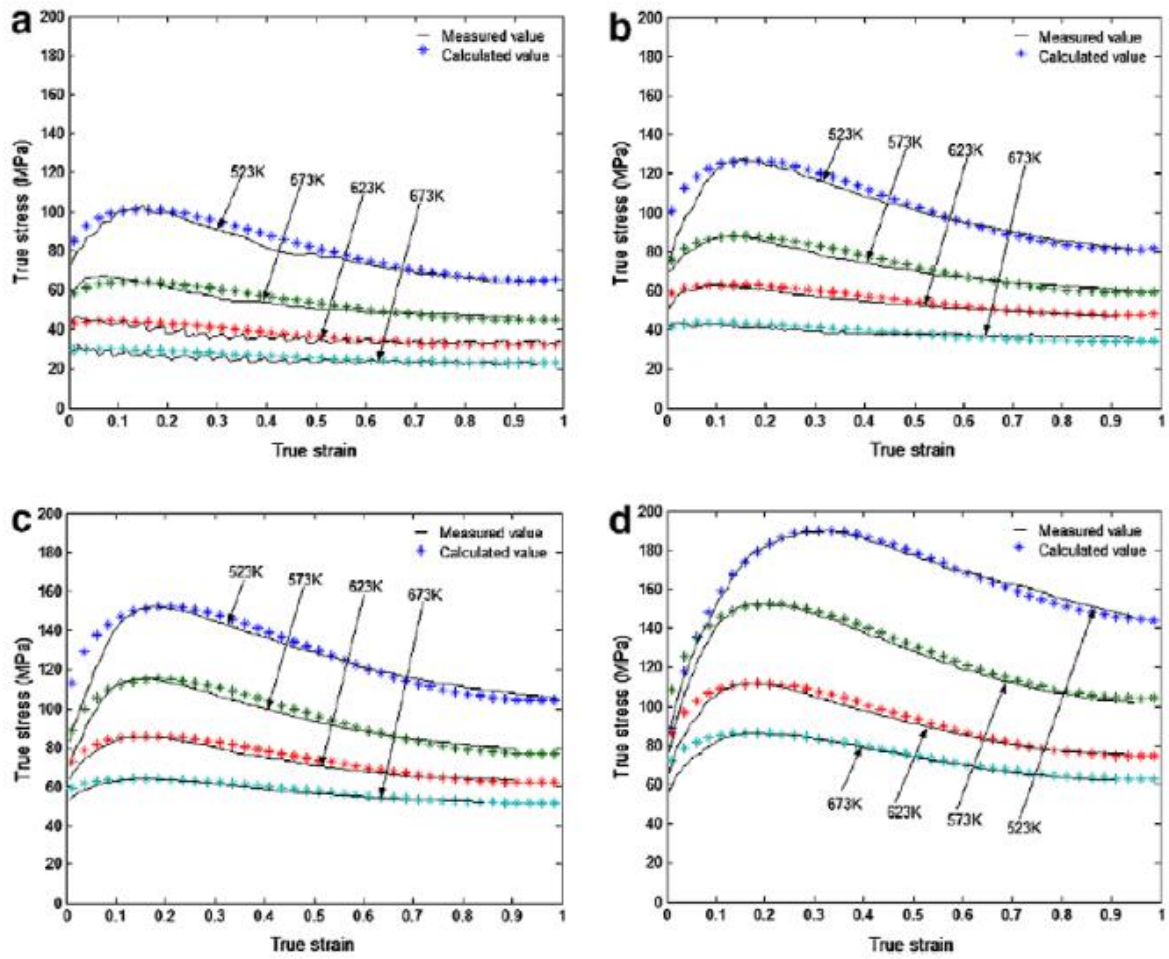 a
200
180
160
140
120
100
80
60
40
20
0
True stress (MPa)
Measured value
Calculated value
523K
573K
623K
673K
0 0.1 0.2 0.3 0.4 0.5 0.6 0.7 0.8 0.9 1
True strain
b
200
180
160
140
120
100
80
60
40
20
0
True stress (MPa)
Measured value
Calculated value
523K
573K
623K
673K
0 0.1 0.2 0.3 0.4 0.5 0.6 0.7 0.8 0.9 1
True strain
c
200
180
160
140
120
100
80
60
40
20
0
True stress (MPa)
Measured value
Calculated value
523K
573K
623K
673K
0 0.1 0.2 0.3 0.4 0.5 0.6 0.7 0.8 0.9 1
True strain
d
200
180
160
140
120
100
80
60
40
20
0
True stress (MPa)
Measured value
Calculated value
673K
623K
573K
523K
0 0.1 0.2 0.3 0.4 0.5 0.6 0.7 0.8 0.9 1
True strain